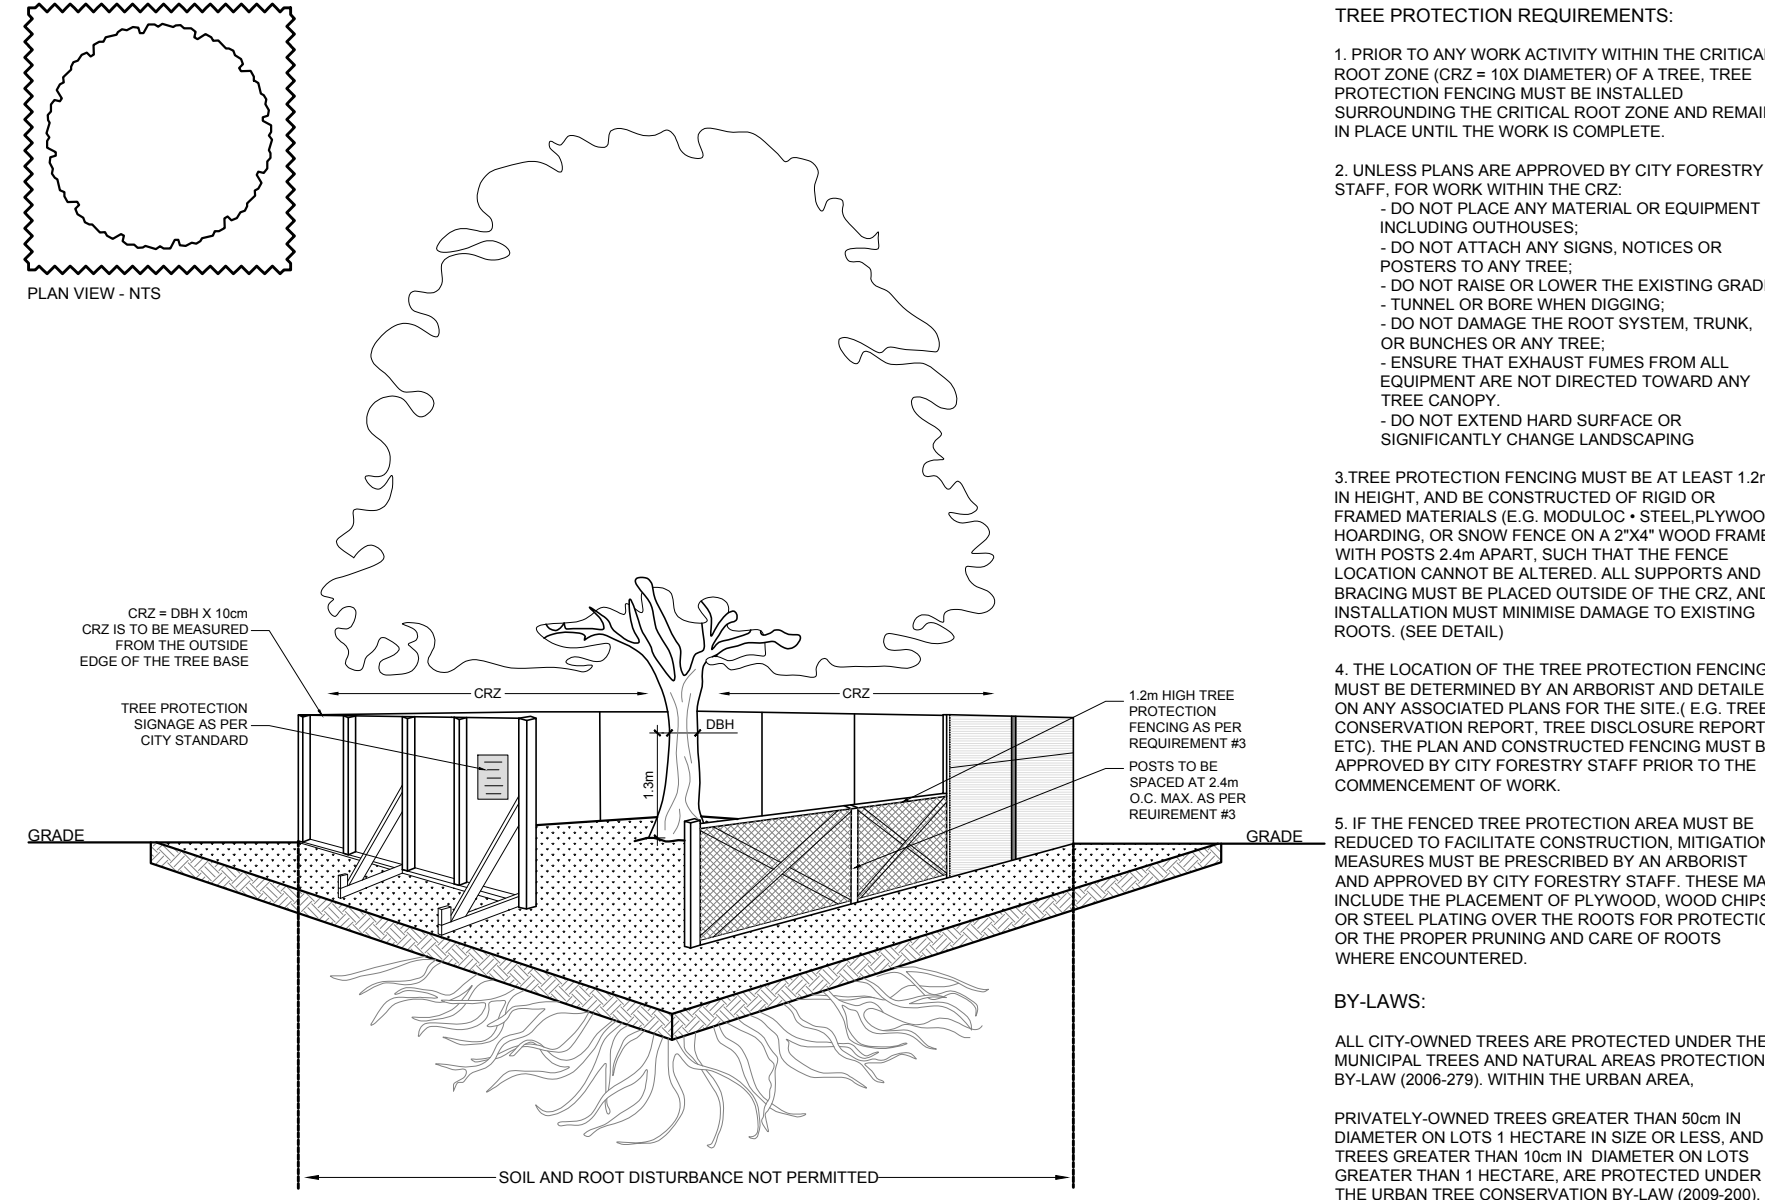 PLAN VIEW - NTS
CRZ = DBH X 10cm
CRZ IS TO BE MEASURED
FROM THE OUTSIDE
EDGE OF THE TREE BASE
TREE PROTECTION
SIGNAGE AS PER
CITY STANDARD
GRADE
CRZ
CRZ
DBH
1.3m
1.2m HIGH TREE
PROTECTION
FENCING AS PER
REQUIREMENT #3
POSTS TO BE
SPACED AT 2.4m
O.C. MAX. AS PER
REUIREMENT #3
GRADE
SOIL AND ROOT DISTURBANCE NOT PERMITTED
TREE PROTECTION REQUIREMENTS:
1. PRIOR TO ANY WORK ACTIVITY WITHIN THE CRITICA
ROOT ZONE (CRZ = 10X DIAMETER) OF A TREE, TREE
PROTECTION FENCING MUST BE INSTALLED
SURROUNDING THE CRITICAL ROOT ZONE AND REMAI
IN PLACE UNTIL THE WORK IS COMPLETE.
2. UNLESS PLANS ARE APPROVED BY CITY FORESTRY
STAFF, FOR WORK WITHIN THE CRZ:
- DO NOT PLACE ANY MATERIAL OR EQUIPMENT
INCLUDING OUTHOUSES;
- DO NOT ATTACH ANY SIGNS, NOTICES OR
POSTERS TO ANY TREE;
- DO NOT RAISE OR LOWER THE EXISTING GRAD
- TUNNEL OR BORE WHEN DIGGING;
- DO NOT DAMAGE THE ROOT SYSTEM, TRUNK,
OR BUNCHES OR ANY TREE;
- ENSURE THAT EXHAUST FUMES FROM ALL
EQUIPMENT ARE NOT DIRECTED TOWARD ANY
TREE CANOPY.
- DO NOT EXTEND HARD SURFACE OR
SIGNIFICANTLY CHANGE LANDSCAPING
3.TREE PROTECTION FENCING MUST BE AT LEAST 1.2m
IN HEIGHT, AND BE CONSTRUCTED OF RIGID OR
FRAMED MATERIALS (E.G. MODULOC • STEEL,PLYWOO
HOARDING, OR SNOW FENCE ON A 2"X4" WOOD FRAME
WITH POSTS 2.4m APART, SUCH THAT THE FENCE
LOCATION CANNOT BE ALTERED. ALL SUPPORTS AND
BRACING MUST BE PLACED OUTSIDE OF THE CRZ, AND
INSTALLATION MUST MINIMISE DAMAGE TO EXISTING
ROOTS. (SEE DETAIL)
4. THE LOCATION OF THE TREE PROTECTION FENCING
MUST BE DETERMINED BY AN ARBORIST AND DETAILE
ON ANY ASSOCIATED PLANS FOR THE SITE.( E.G. TREE
CONSERVATION REPORT, TREE DISCLOSURE REPORT
ETC). THE PLAN AND CONSTRUCTED FENCING MUST B
APPROVED BY CITY FORESTRY STAFF PRIOR TO THE
COMMENCEMENT OF WORK.
5. IF THE FENCED TREE PROTECTION AREA MUST BE
REDUCED TO FACILITATE CONSTRUCTION, MITIGATION
MEASURES MUST BE PRESCRIBED BY AN ARBORIST
AND APPROVED BY CITY FORESTRY STAFF. THESE MA
INCLUDE THE PLACEMENT OF PLYWOOD, WOOD CHIPS
OR STEEL PLATING OVER THE ROOTS FOR PROTECTIO
OR THE PROPER PRUNING AND CARE OF ROOTS
WHERE ENCOUNTERED.
BY-LAWS:
ALL CITY-OWNED TREES ARE PROTECTED UNDER THE
MUNICIPAL TREES AND NATURAL AREAS PROTECTION
BY-LAW (2006-279). WITHIN THE URBAN AREA,
PRIVATELY-OWNED TREES GREATER THAN 50cm IN
DIAMETER ON LOTS 1 HECTARE IN SIZE OR LESS, AND
TREES GREATER THAN 10cm IN DIAMETER ON LOTS
GREATER THAN 1 HECTARE, ARE PROTECTED UNDER
THE URBAN TREE CONSERVATION BY-LAW (2009-200).